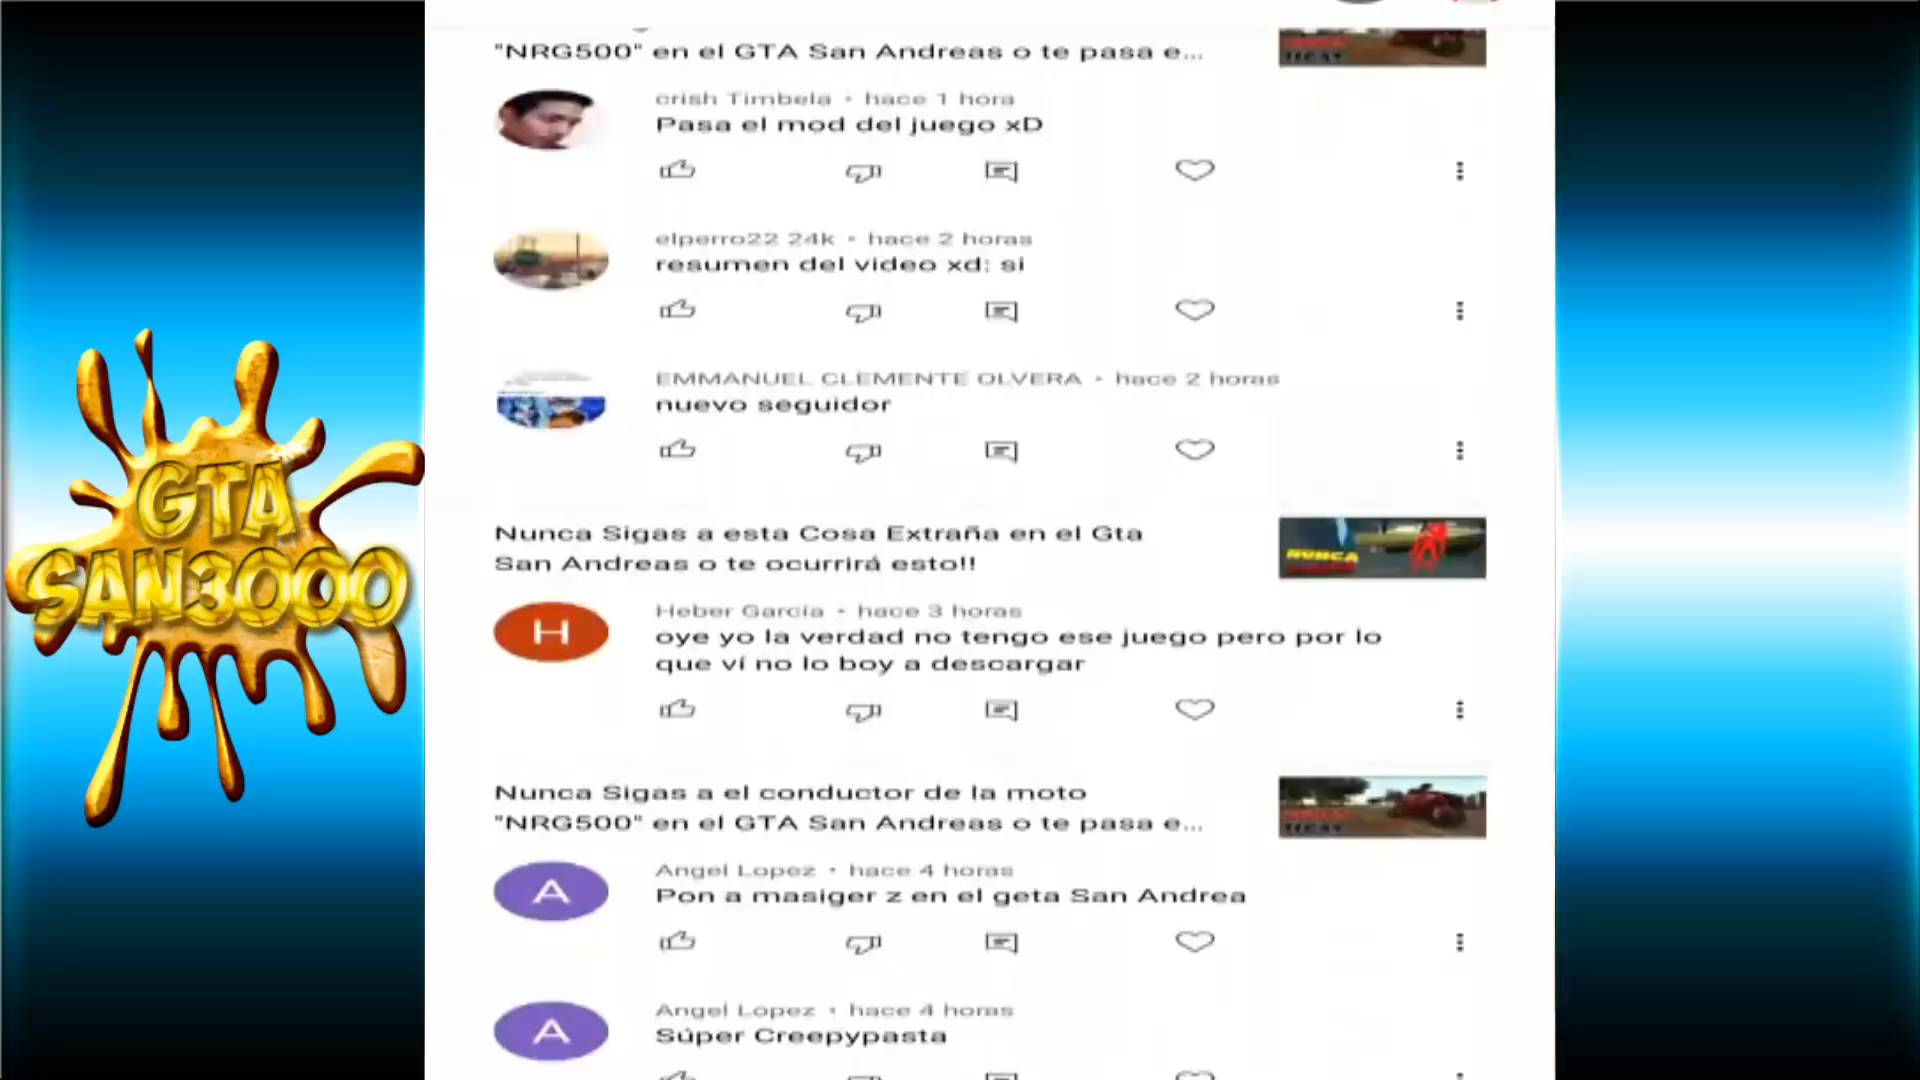 "NRG500" en el GTA San Andreas o te pasa e...
crish Timbela • hace 1 hora
Pasa el mod del juego xD
elperro22 24k • hace 2 horas
resumen del video xd: si
EMMANUEL CLEMENTE OLVERA • hace 2 horas
nuevo seguidor
GTA
SAN3000
Nunca Sigas a esta Cosa Extraña en el Gta
San Andreas o te ocurrirá esto!!
NUNCA
H
Heber García • hace 3 horas
oye yo la verdad no tengo ese juego pero por lo
que ví no lo boy a descargar
Nunca Sigas a el conductor de la moto
"NRG500" en el GTA San Andreas o te pasa e...
A
Angel Lopez • hace 4 horas
Pon a masiger z en el geta San Andrea
A
Angel Lopez • hace 4 horas
Súper Creepypasta